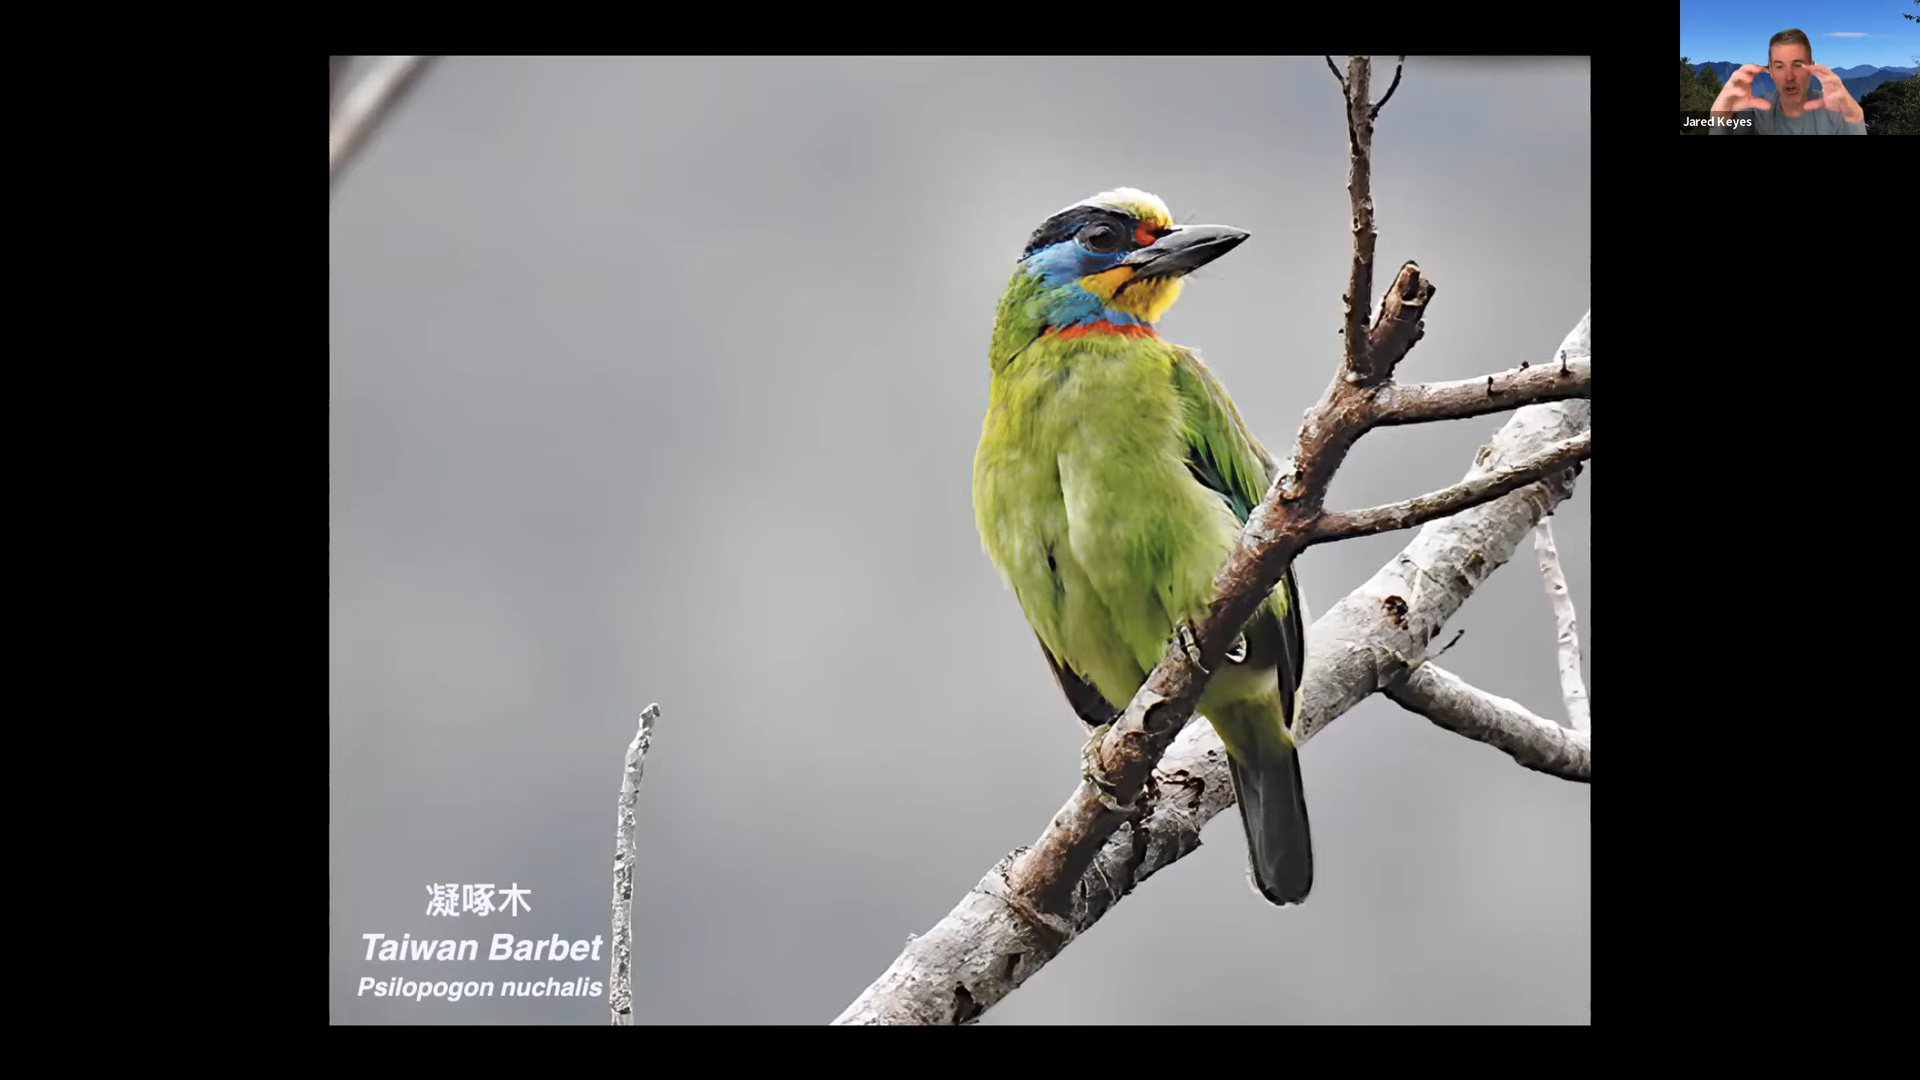 Jared Keyes
凝啄木
Taiwan Barbet
Psilopogon nuchalis